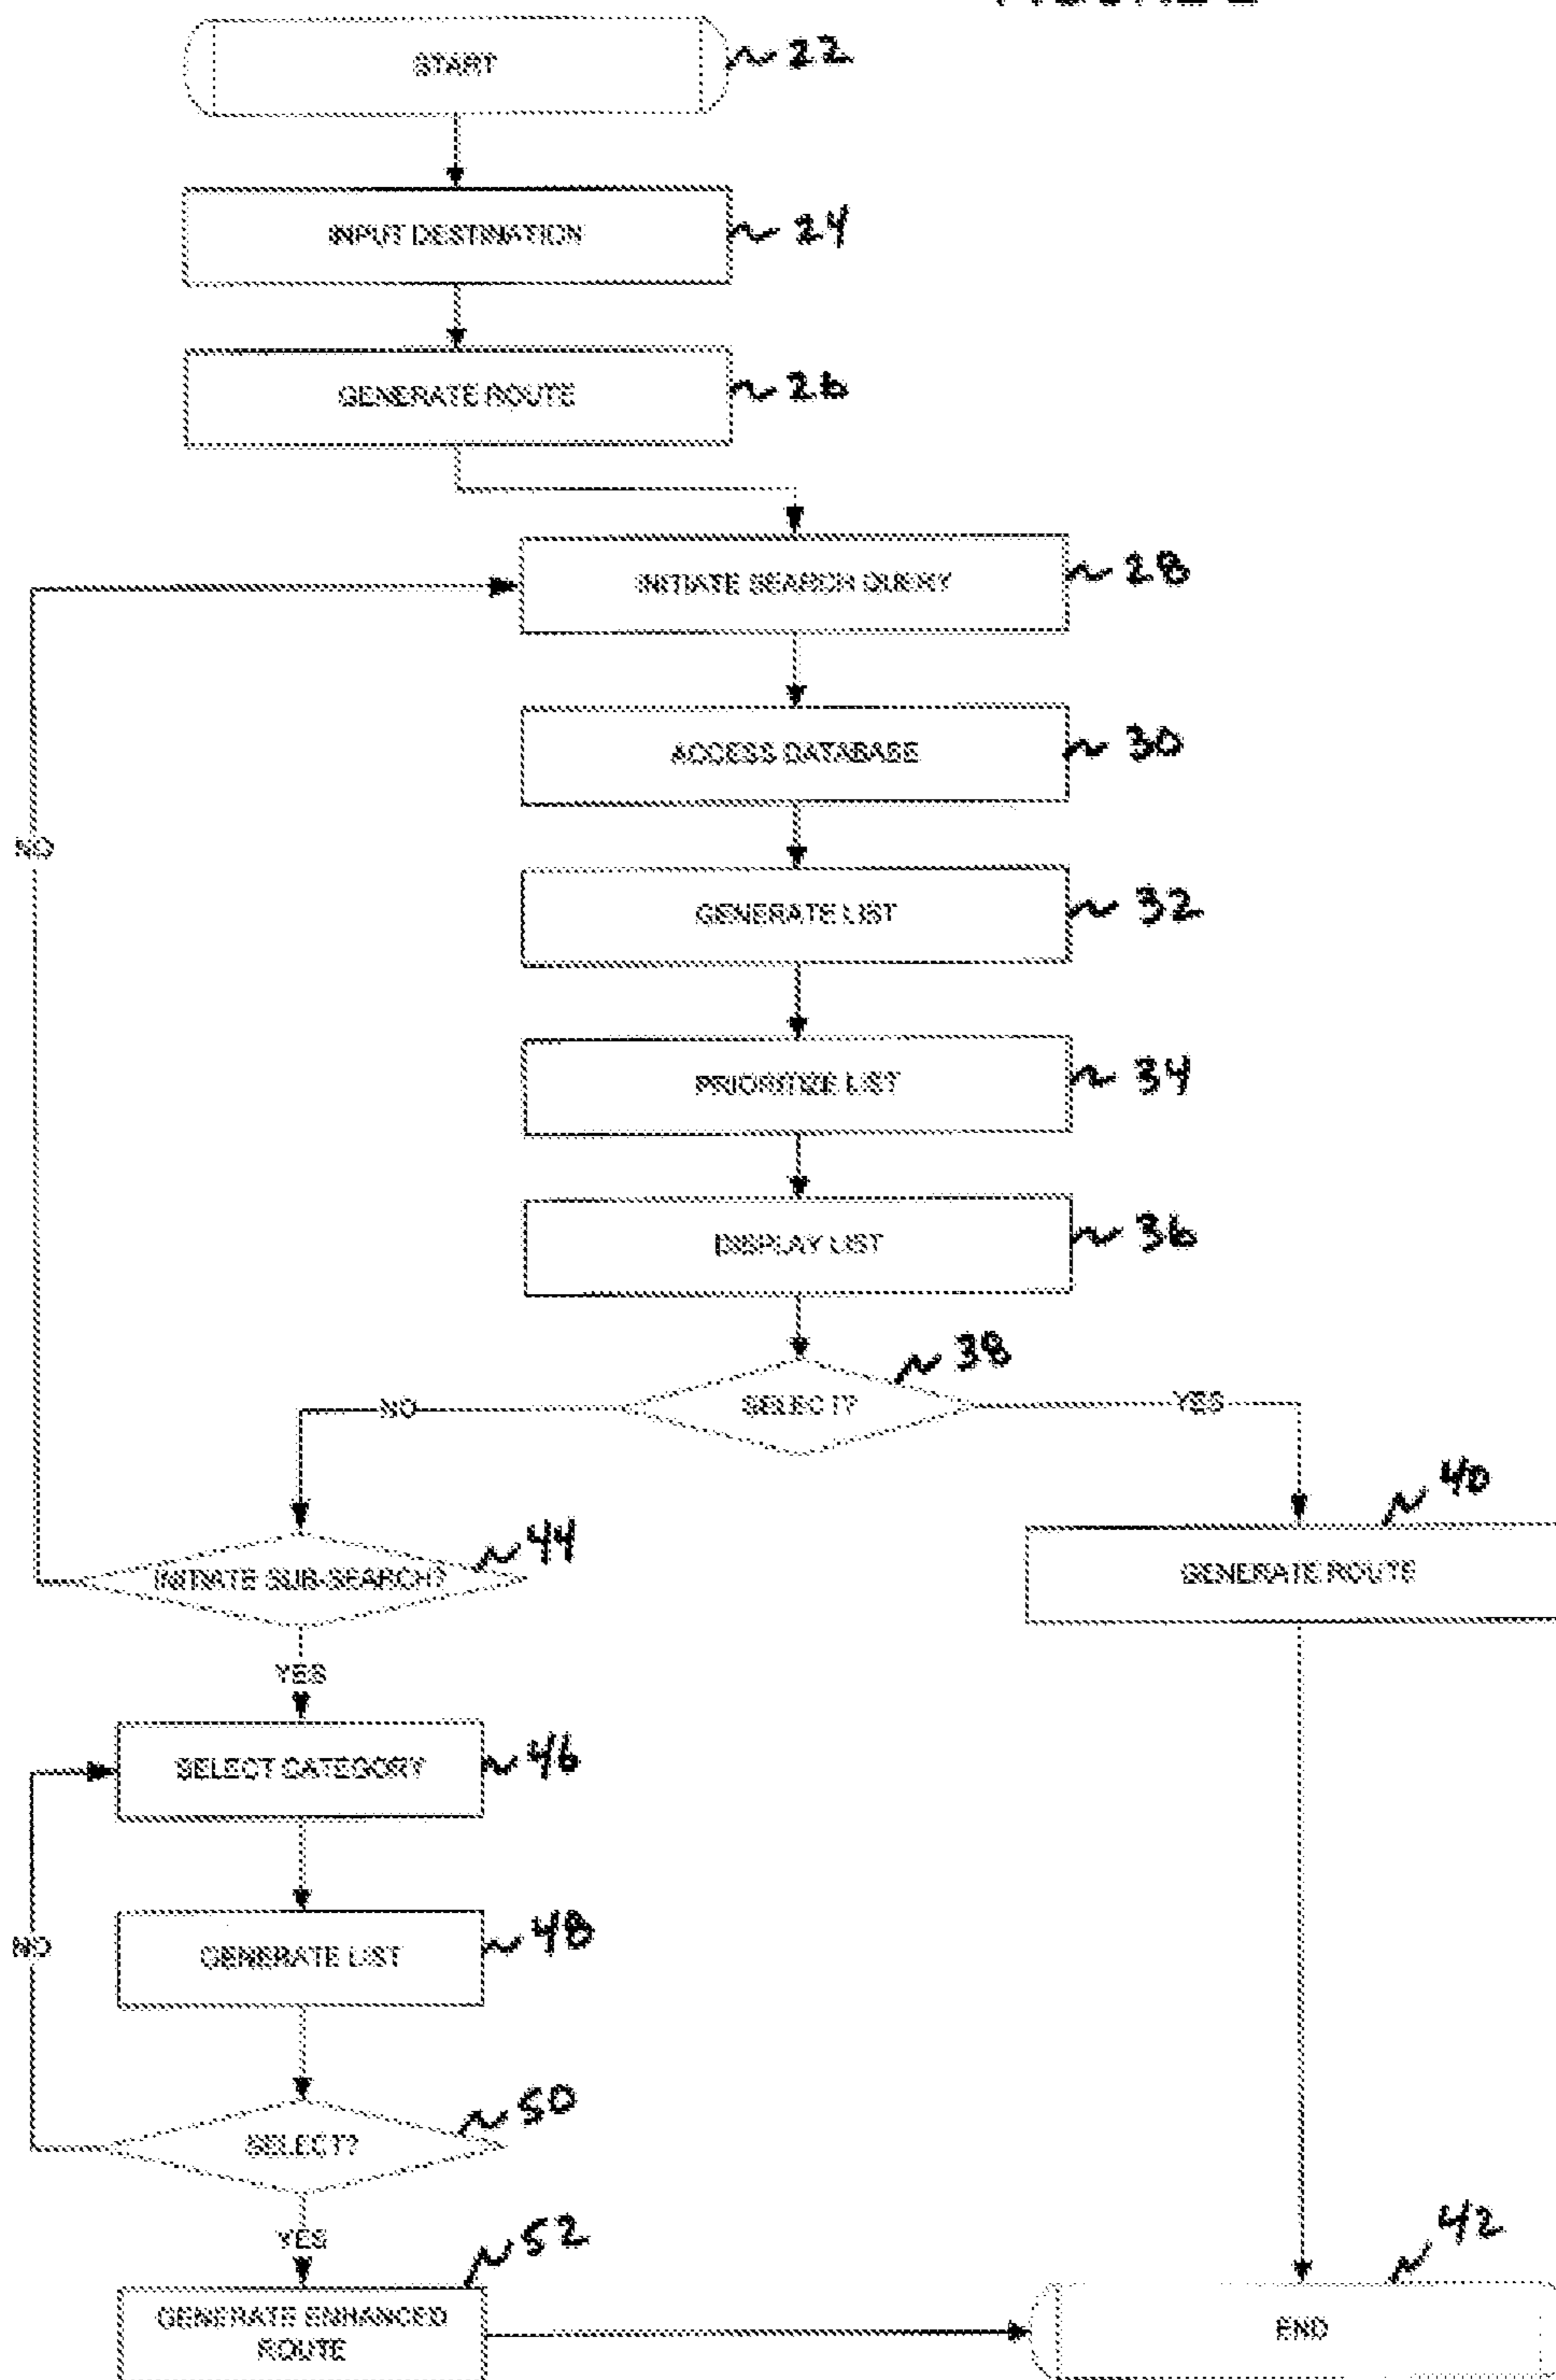 START
~ 22
INPUT DESTINATION
~ 24
GENERATE ROUTE
~ 26
INITIATE SEARCH QUERY
~ 28
ACCESS DATABASE
~ 30
NO
GENERATE LIST
~ 32
PRIORITIZE LIST
~ 34
DISPLAY LIST
~ 36
~ 38
NO
SELECT?
YES
~ 40
~ 44
INITIATE SUB-SEARCH?
GENERATE ROUTE
YES
SELECT CATEGORY
~ 46
NO
GENERATE LIST
~ 48
~ 50
SELECT?
YES
~ 52
~ 42
GENERATE ENHANCED
ROUTE
END